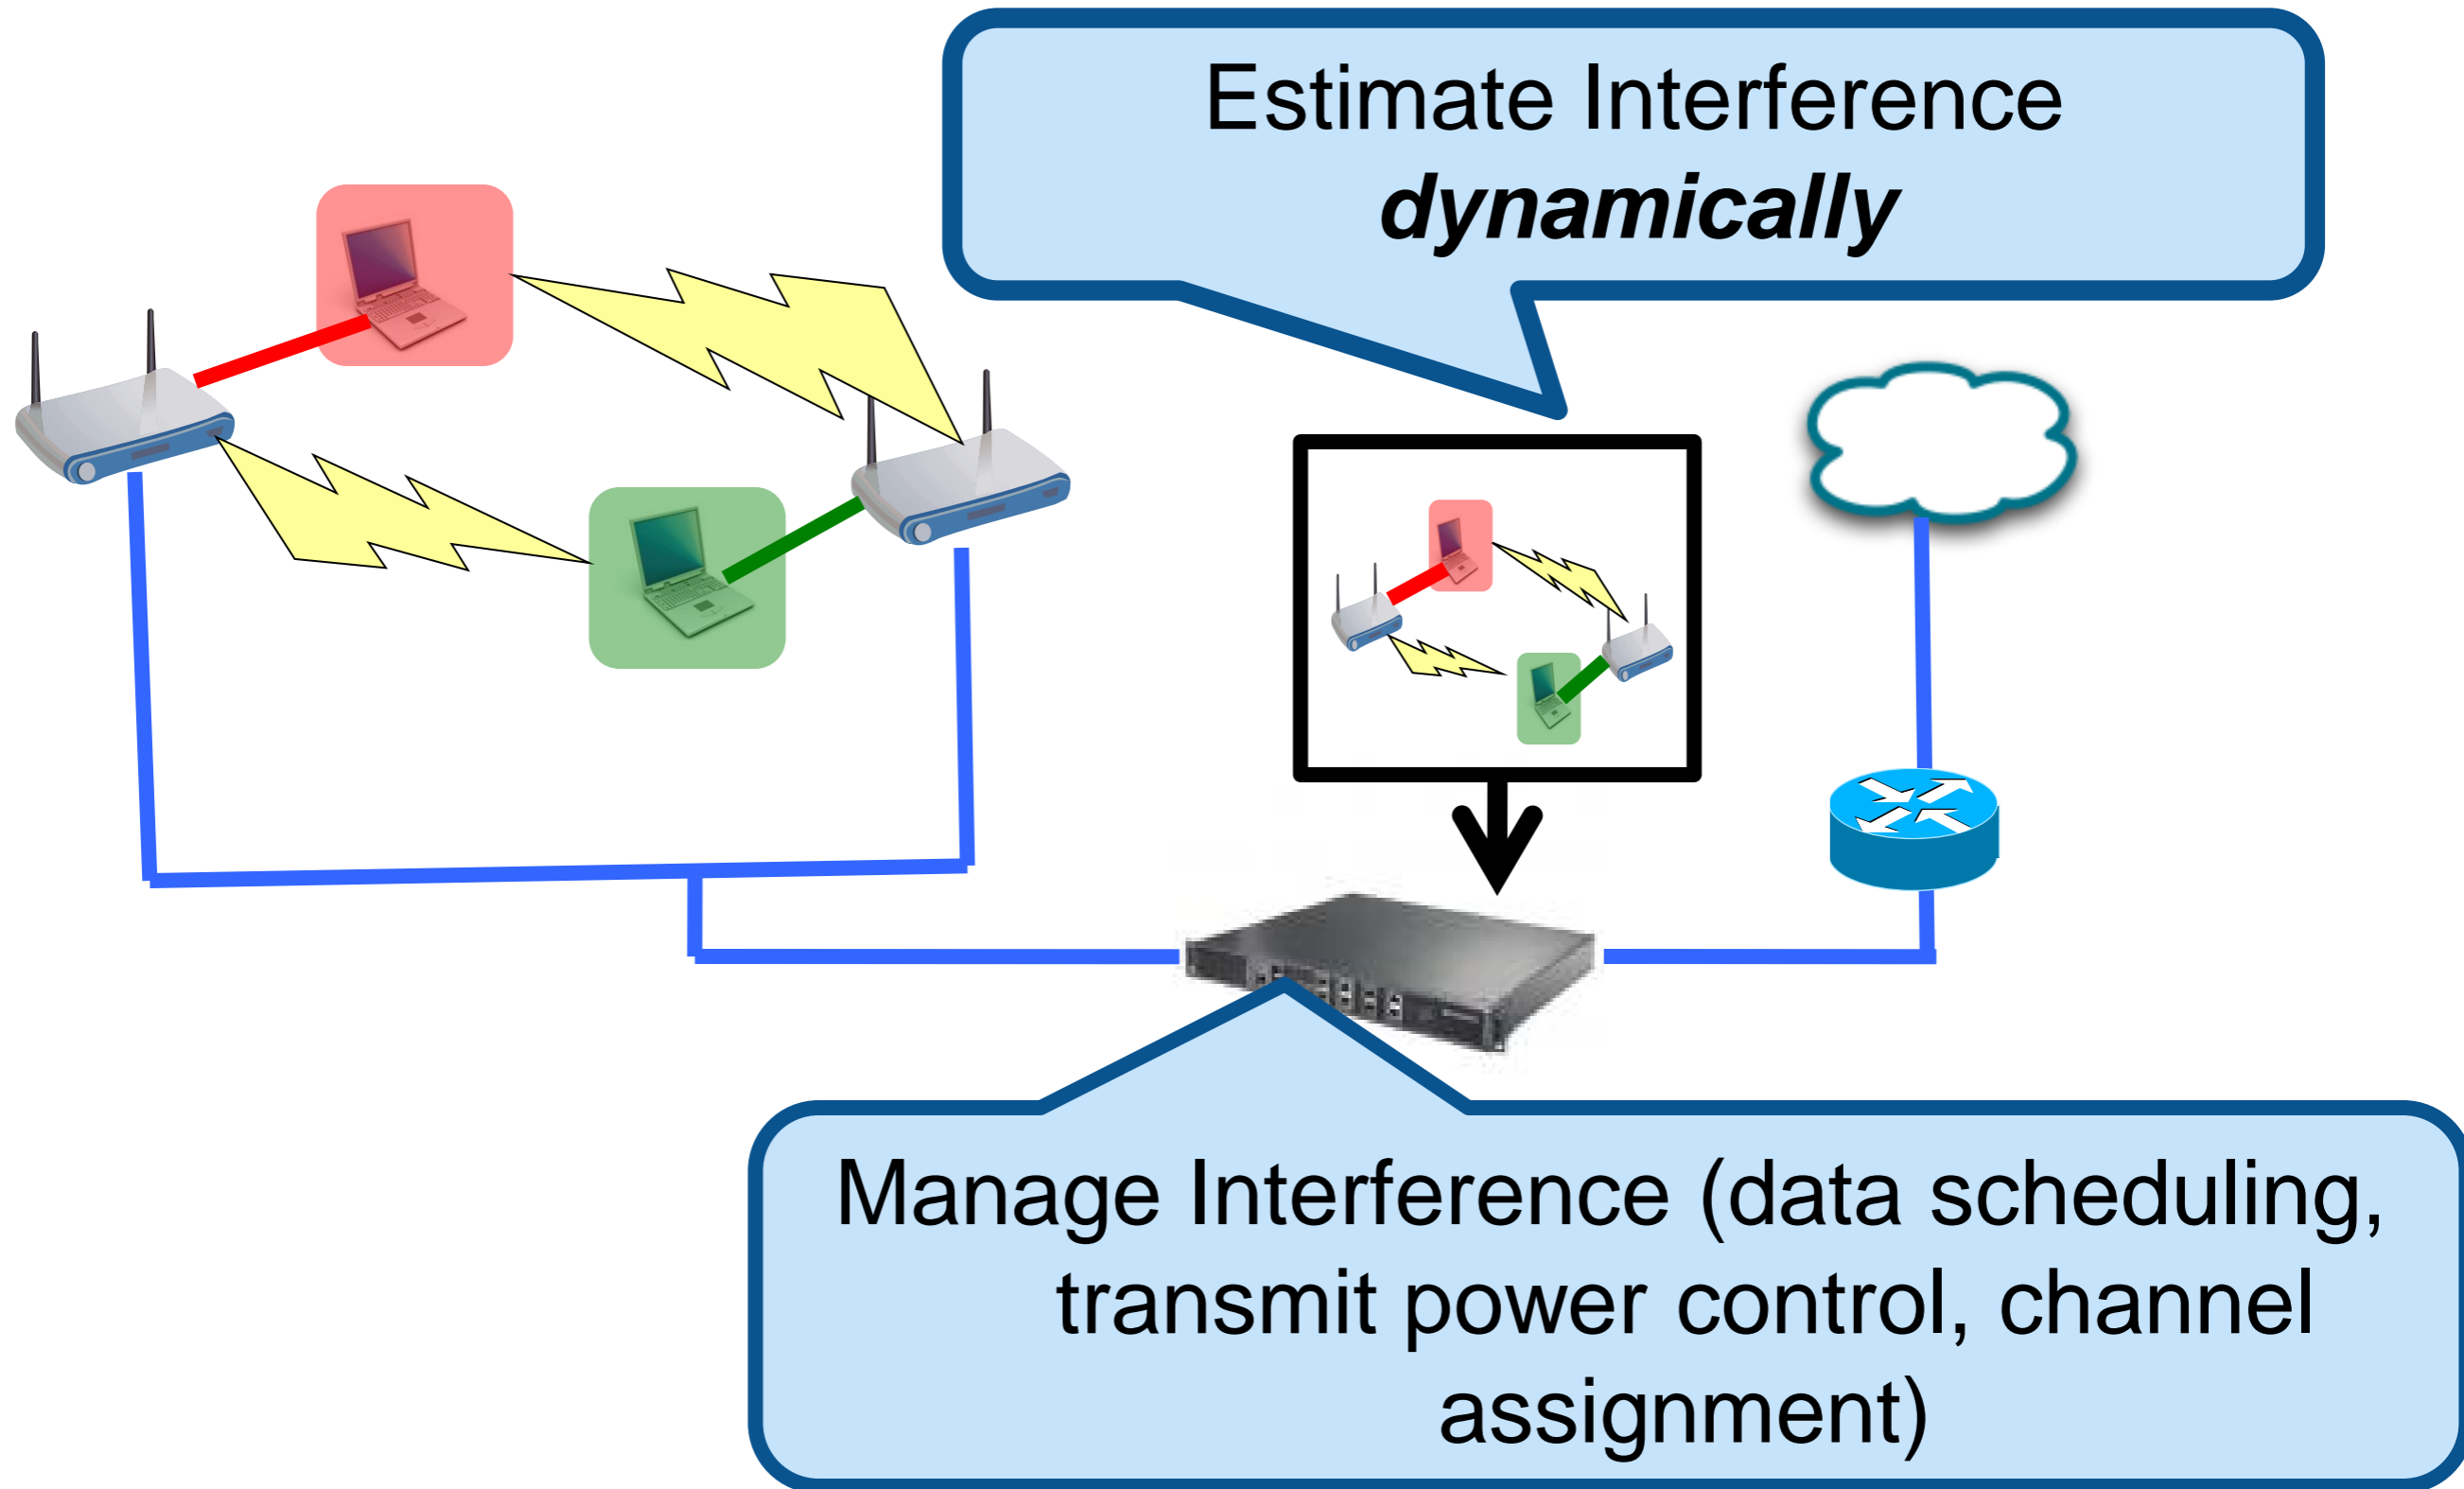 Estimate Interference
dynamically
Manage Interference (data scheduling,
transmit power control, channel
assignment)